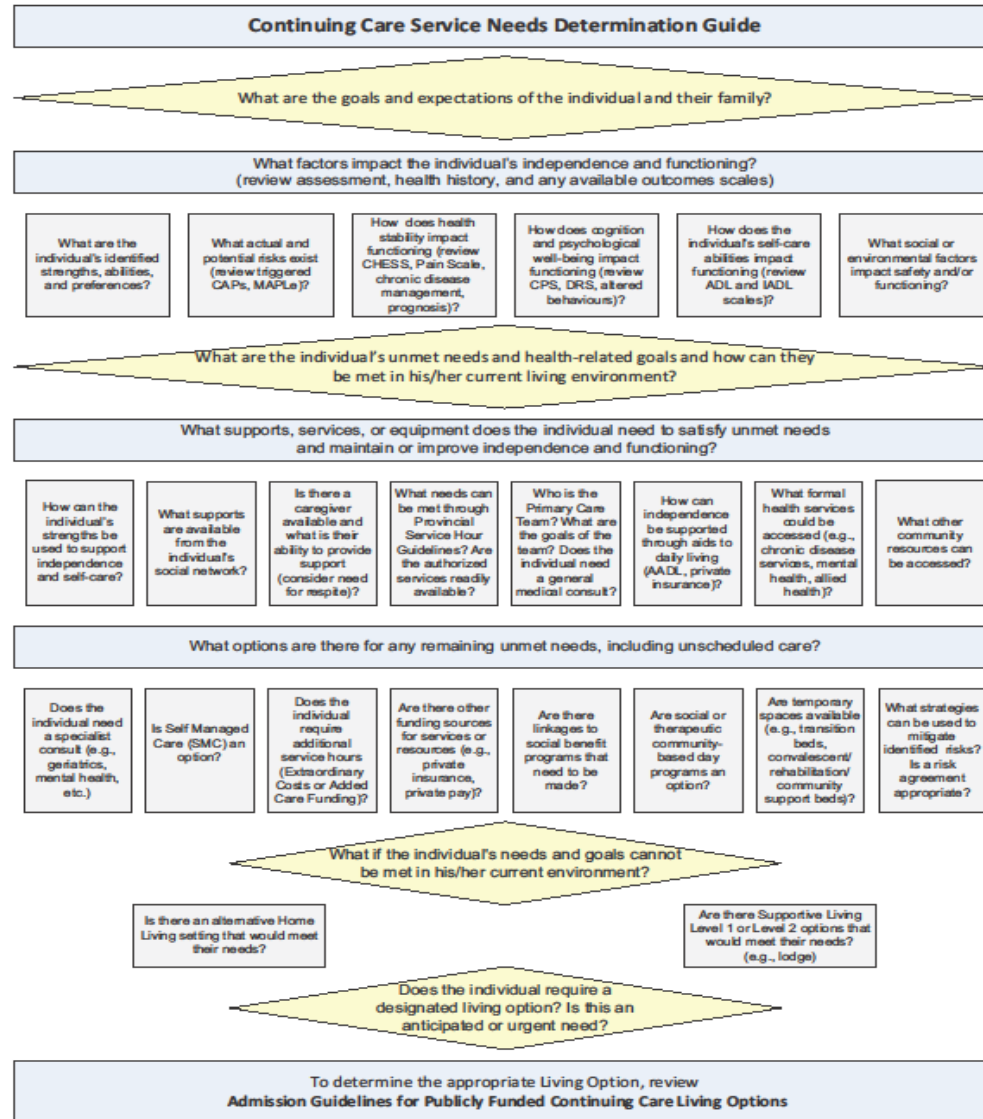 Continuing Care Service Needs Determination Guide
What are the goals and expectations of the individual and their family?
What factors impact the individual's independence and functioning?
(review assessment, health history, and any available outcomes scales)
What are the
individual's identified
strengths, abilities,
and preferences?
What actual and
potential risks exist
(review triggered
CAPs, MAPLe)?
How does health
stability impact
functioning (review
CHESS, Pain Scale,
chronic disease
management,
prognosis)?
How does cognition
and psychological
well-being impact
functioning (review
CPS, DRS, altered
behaviours)?
How does the
individual's self-care
abilities impact
functioning (review
ADL and IADL
scales)?
What social or
environmental factors
impact safety and/or
functioning?
What are the individual's unmet needs and health-related goals and how can they
be met in his/her current living environment?
What supports, services, or equipment does the individual need to satisfy unmet needs
and maintain or improve independence and functioning?
How can the
individual's
strengths be
used to support
independence
and self-care?
What supports
are available
from the
individual's
social network?
Is there a
caregiver
available and
what is their
ability to provide
support
(consider need
for respite)?
What needs can
be met through
Provincial
Service Hour
Guidelines? Are
the authorized
services readily
available?
Who is the
Primary Care
Team? What are
the goals of the
team? Does the
individual need
a general
medical consult?
How can
independence
be supported
through aids to
daily living
(AADL, private
insurance)?
What formal
health services
could be
accessed (e.g.,
chronic disease
services, mental
health, allied
health)?
What other
community
resources can
be accessed?
What options are there for any remaining unmet needs, including unscheduled care?
Does the
individual need
a specialist
consult (e.g.,
geriatrics,
mental health,
etc.)
Is Self Managed
Care (SMC) an
option?
Does the
individual
require
additional
service hours
(Extraordinary
Costs or Added
Care Funding)?
Are there other
funding sources
for services or
resources (e.g.,
private
insurance,
private pay)?
Are there
linkages to
social benefit
programs that
need to be
made?
Are social or
therapeutic
community-
based day
programs an
option?
Are temporary
spaces available
(e.g., transition
beds,
convalescent/
rehabilitation/
community
support beds)?
What strategies
can be used to
mitigate
identified risks?
Is a risk
agreement
appropriate?
What if the individual's needs and goals cannot
be met in his/her current environment?
Is there an alternative Home
Living setting that would meet
their needs?
Are there Supportive Living
Level 1 or Level 2 options that
would meet their needs?
(e.g., lodge)
Does the individual require a
designated living option? Is this an
anticipated or urgent need?
To determine the appropriate Living Option, review
Admission Guidelines for Publicly Funded Continuing Care Living Options